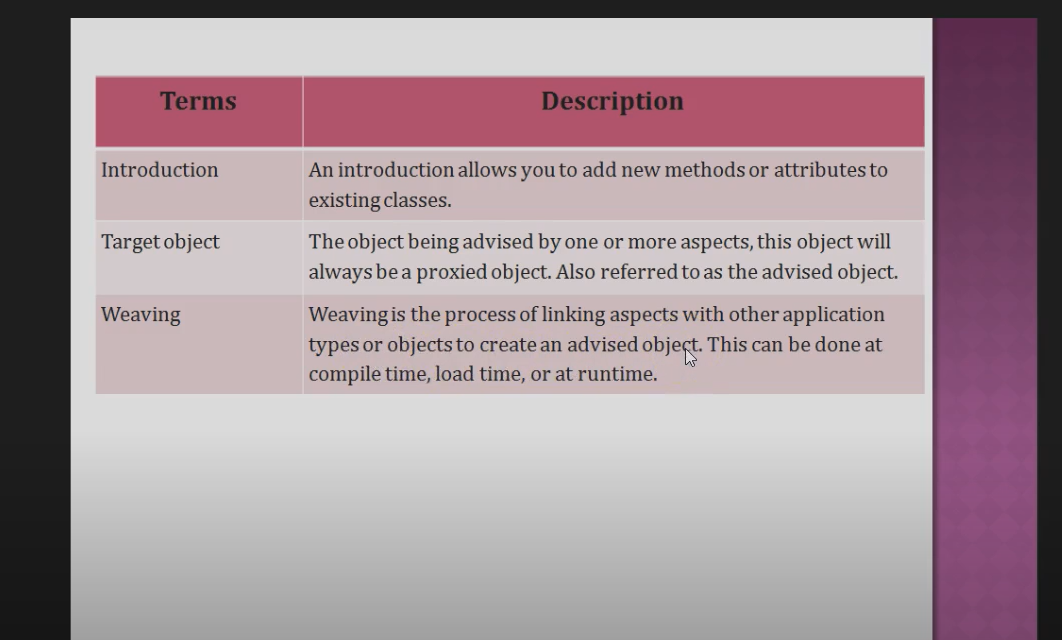 Terms
Description
Introduction
An introduction allows you to add new methods or attributes to
existing classes.
Target object
The object being advised by one or more aspects, this object will
always be a proxied object. Also referred to as the advised object.
Weaving
Weaving is the process of linking aspects with other application
types or objects to create an advised object. This can be done at
compile time, load time, or at runtime.